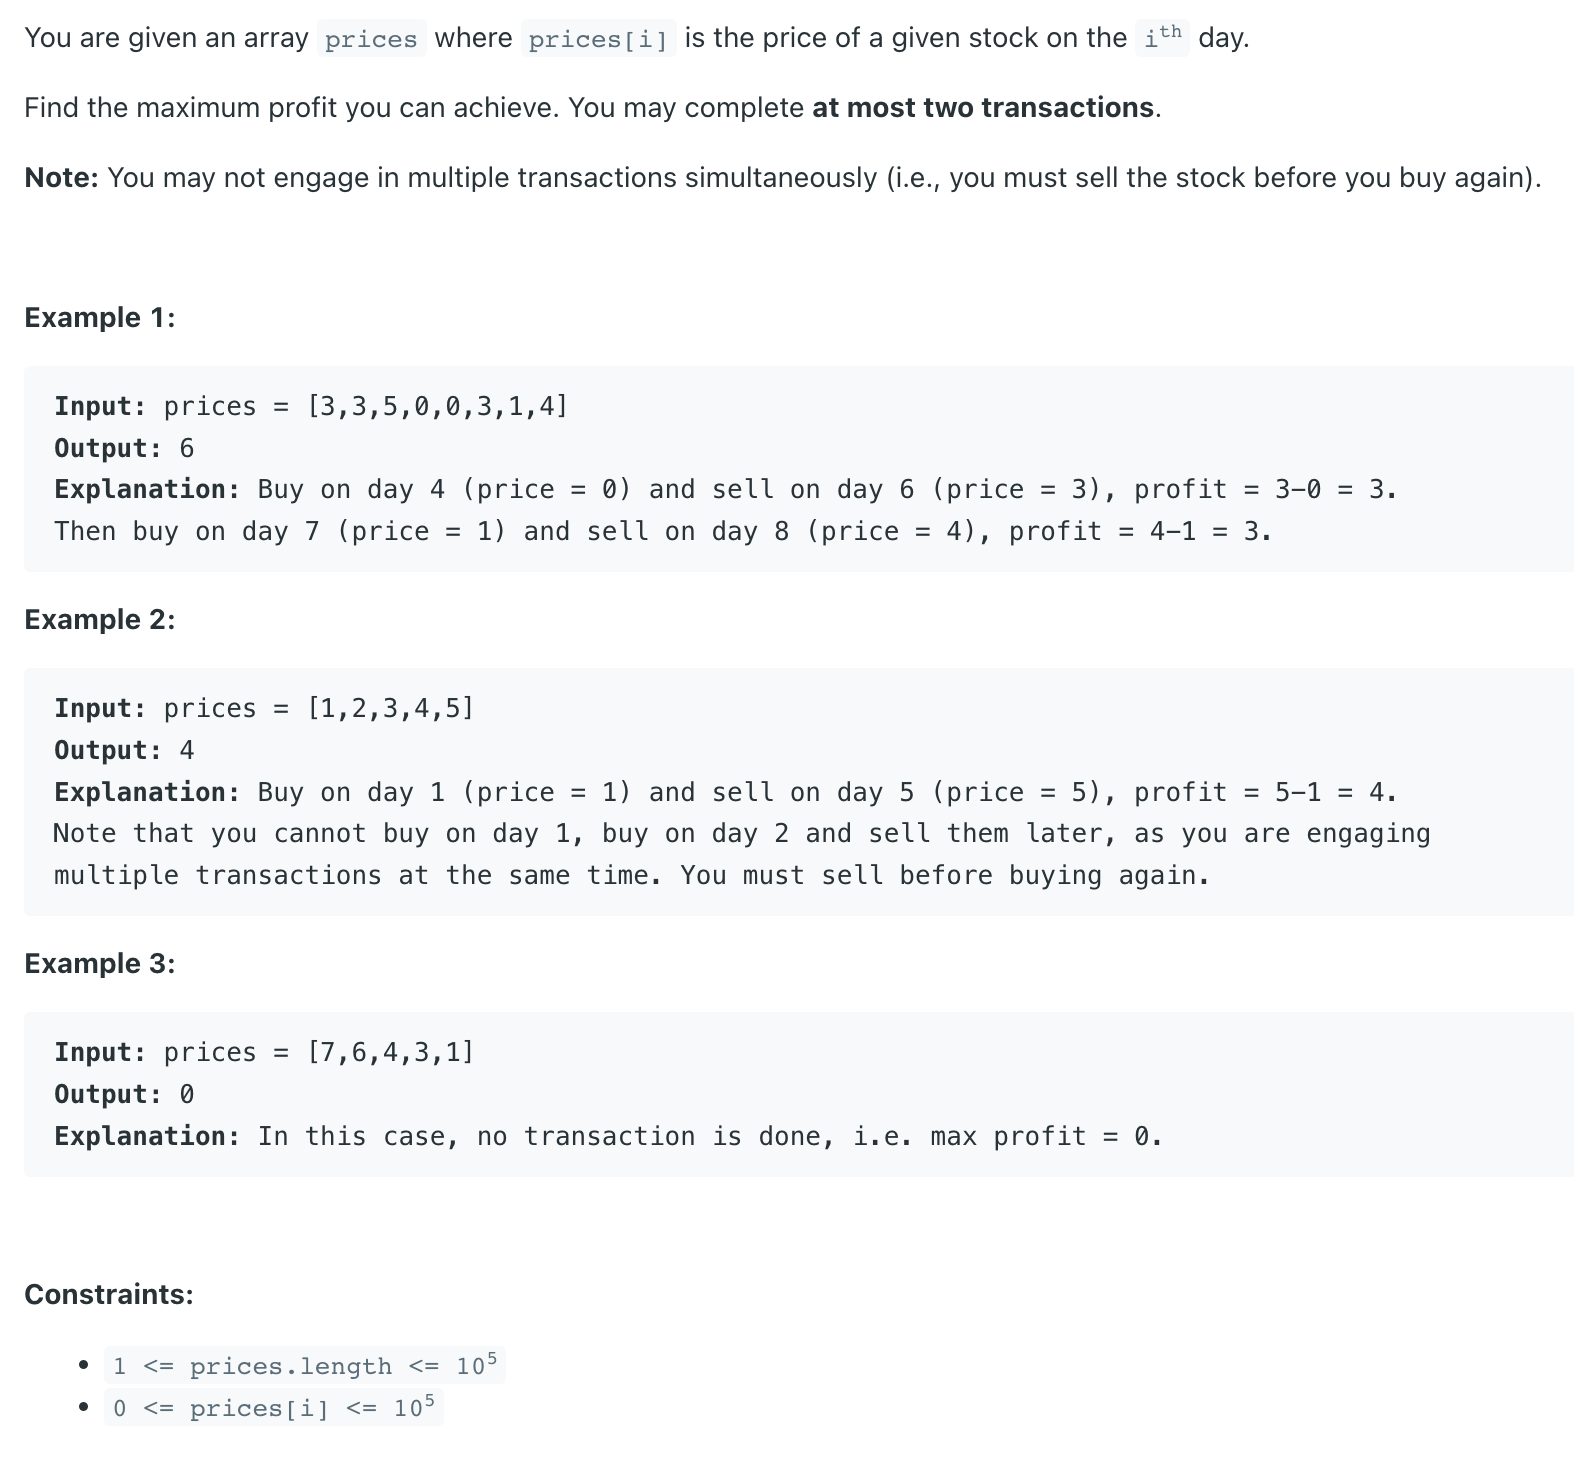 You are given an array prices where prices[i] is the price of a given stock on the iᵗʰ day.
Find the maximum profit you can achieve. You may complete at most two transactions.
Note: You may not engage in multiple transactions simultaneously (i.e., you must sell the stock before you buy again).
Example 1:
Input: prices = [3,3,5,0,0,3,1,4]
Output: 6
Explanation: Buy on day 4 (price = 0) and sell on day 6 (price = 3), profit = 3-0 = 3.
Then buy on day 7 (price = 1) and sell on day 8 (price = 4), profit = 4-1 = 3.
Example 2:
Input: prices = [1,2,3,4,5]
Output: 4
Explanation: Buy on day 1 (price = 1) and sell on day 5 (price = 5), profit = 5-1 = 4.
Note that you cannot buy on day 1, buy on day 2 and sell them later, as you are engaging
multiple transactions at the same time. You must sell before buying again.
Example 3:
Input: prices = [7,6,4,3,1]
Output: 0
Explanation: In this case, no transaction is done, i.e. max profit = 0.
Constraints:
• 1 <= prices.length <= 10⁵
• 0 <= prices[i] <= 10⁵